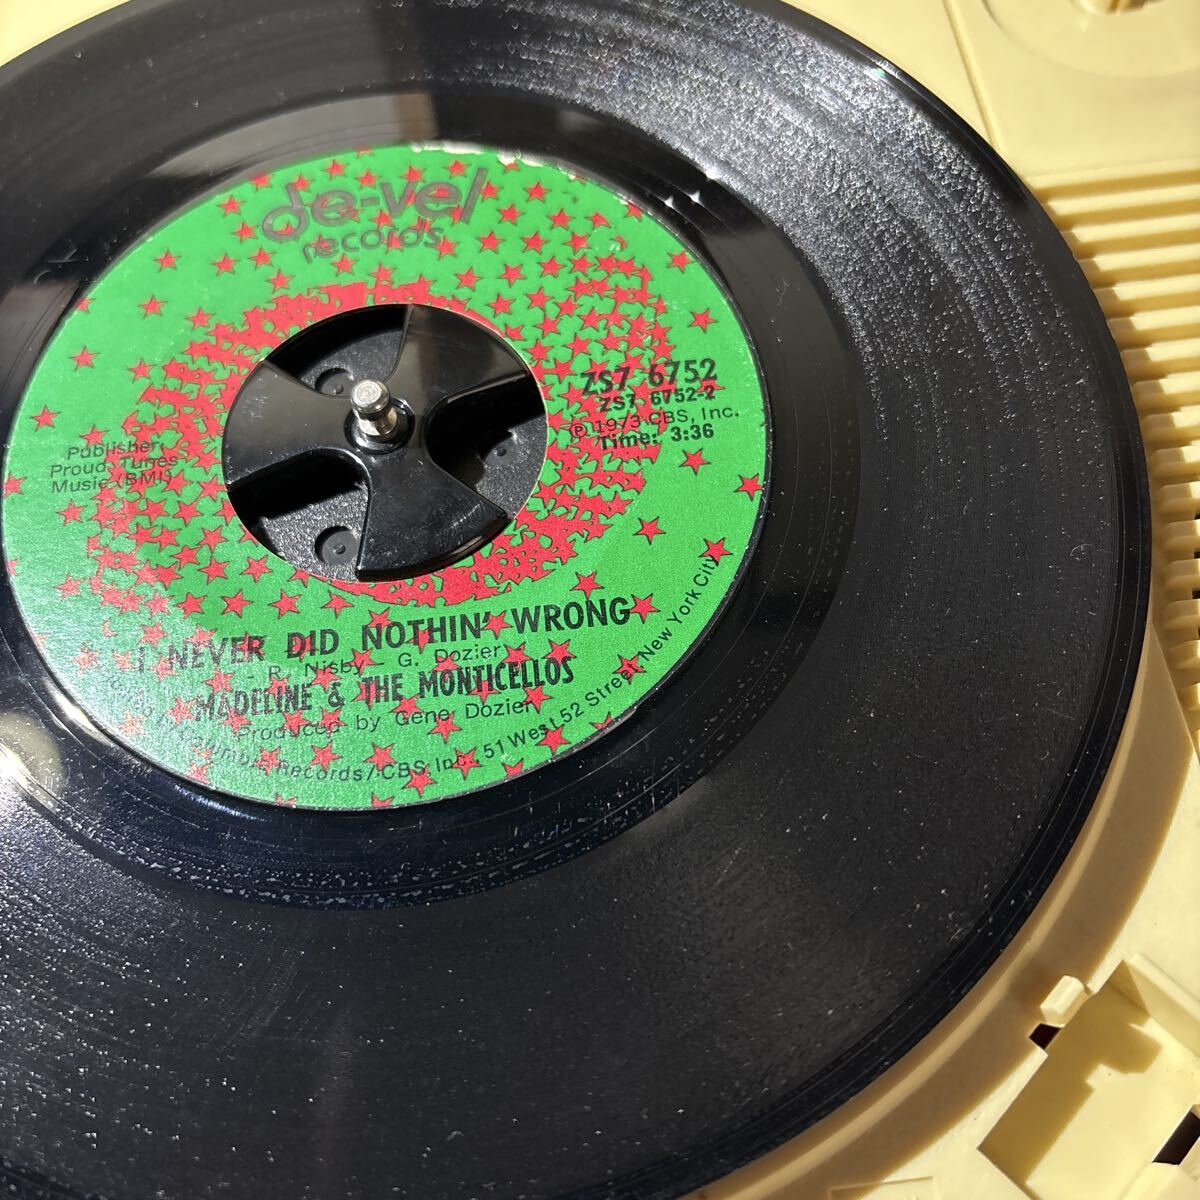 de-vel
records
ZS7 6752
ZS7 6752-2
℗ 1973 CBS, Inc.
Time: 3:36
Publisher:
Proud Tunes
Music (BMI)
I NEVER DID NOTHIN' WRONG
- R. Nisby - G. Dozier -
MADELINE & THE MONTICELLOS
Produced by Gene Dozier
by Columbia Records/CBS, Inc., 51 West 52 Street, New York City